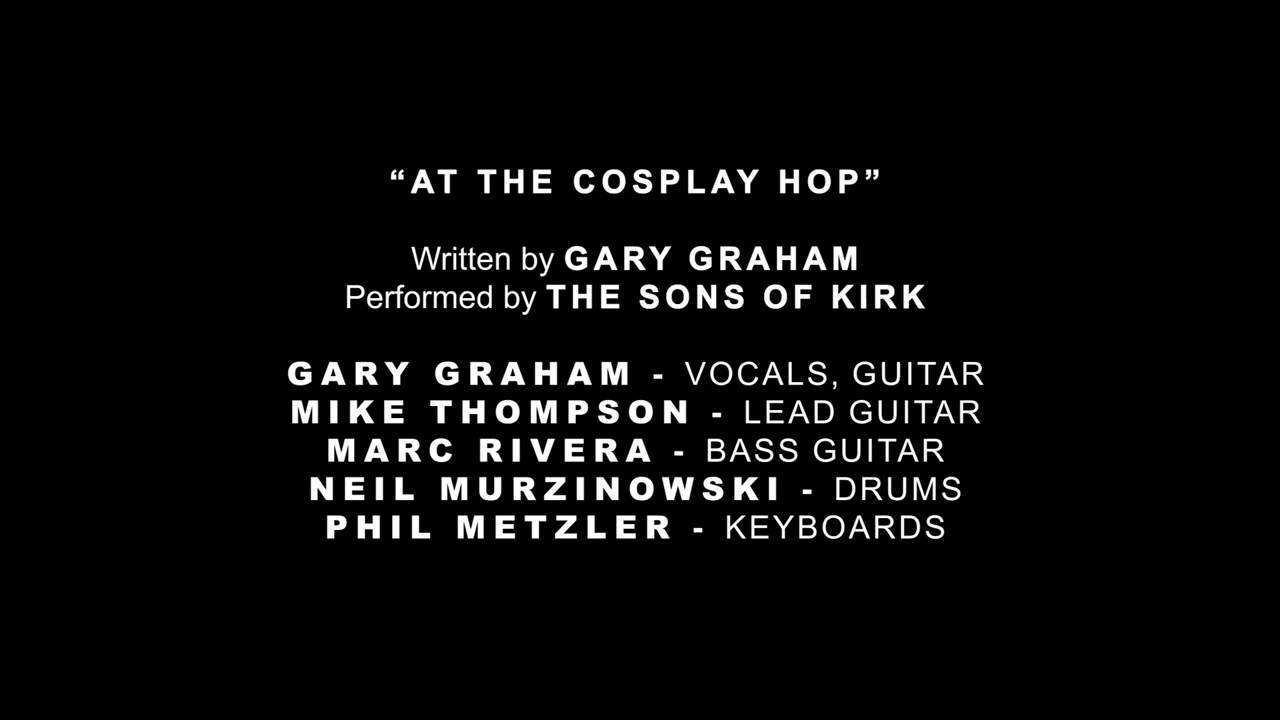 “AT THE COSPLAY HOP”
Written by GARY GRAHAM
Performed by THE SONS OF KIRK
GARY GRAHAM - VOCALS, GUITAR
MIKE THOMPSON - LEAD GUITAR
MARC RIVERA - BASS GUITAR
NEIL MURZINOWSKI - DRUMS
PHIL METZLER - KEYBOARDS